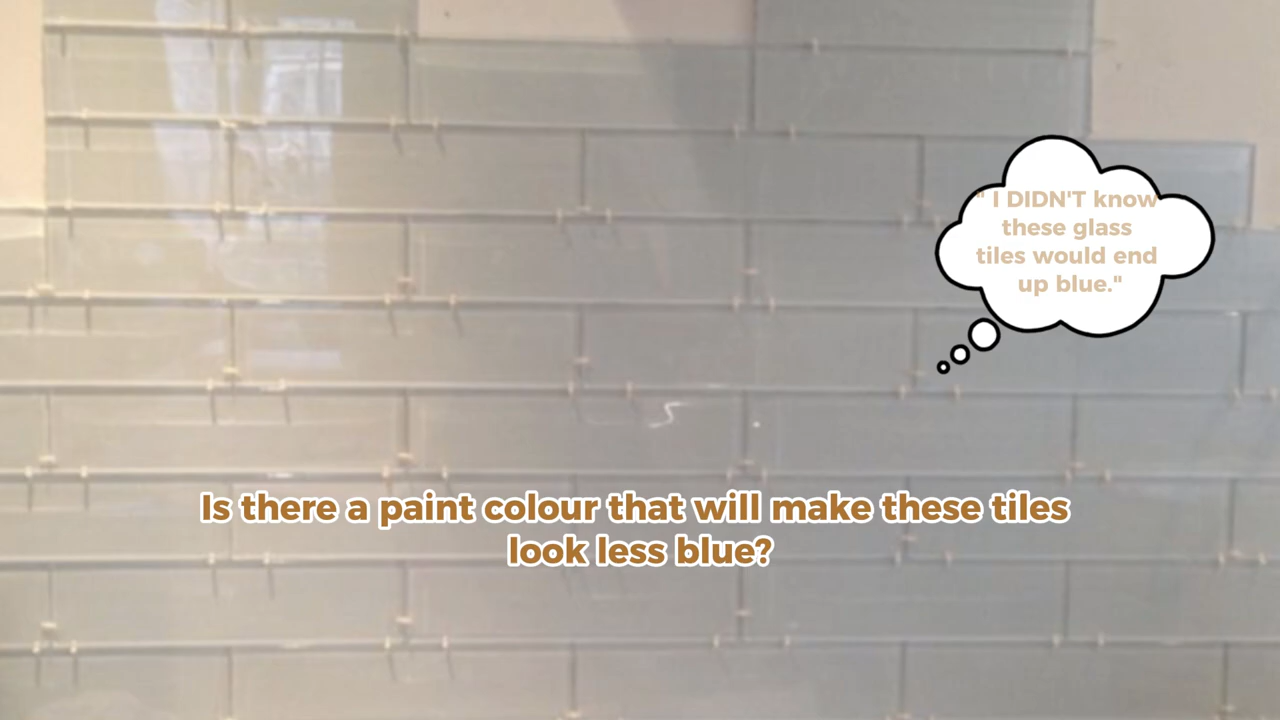 " I DIDN'T know
these glass
tiles would end
up blue."
Is there a paint colour that will make these tiles
look less blue?